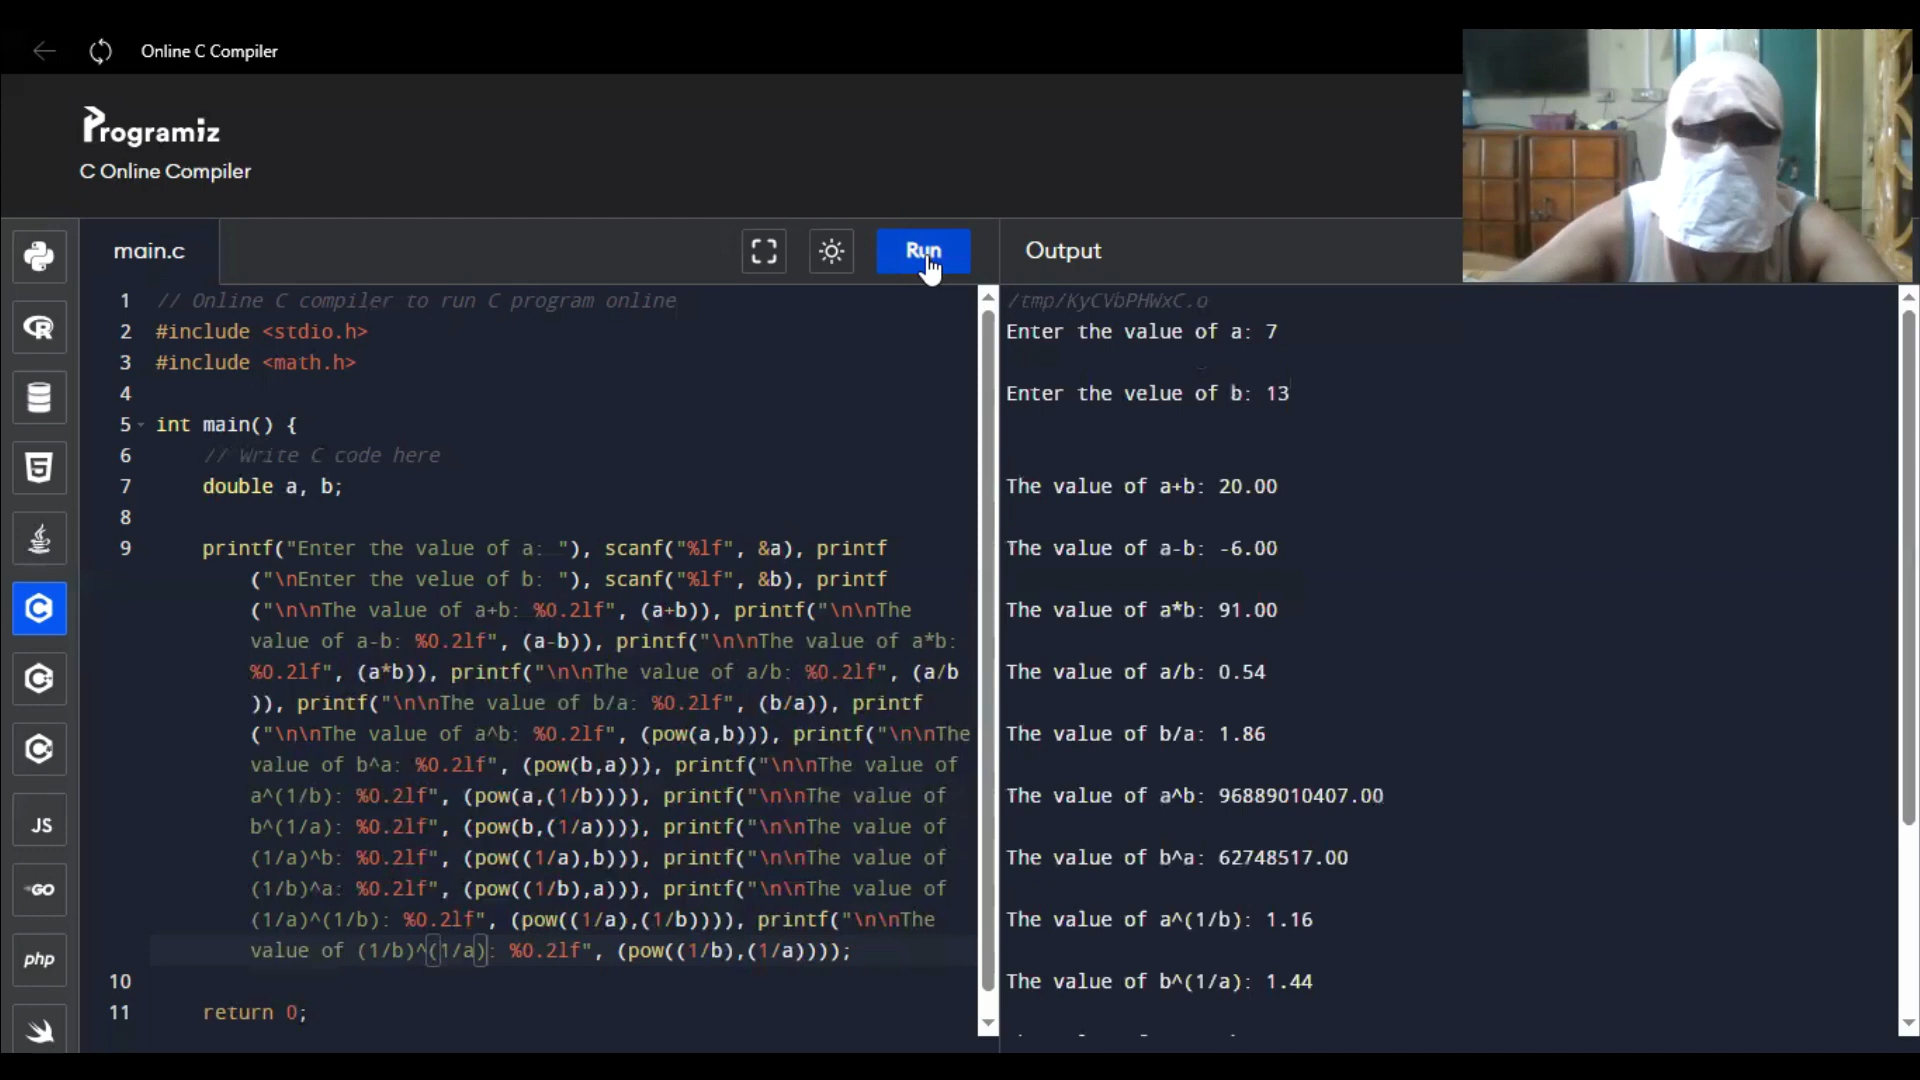 Online C Compiler
Programiz
C Online Compiler
main.c
Run
Output
1 // Online C compiler to run C program online
2 #include <stdio.h>
3 #include <math.h>
4
5 int main() {
6 // Write C code here
7 double a, b;
8
9 printf("Enter the value of a: "), scanf("%lf", &a), printf
("\nEnter the velue of b: "), scanf("%lf", &b), printf
("\n\nThe value of a+b: %0.2lf", (a+b)), printf("\n\nThe
value of a-b: %0.2lf", (a-b)), printf("\n\nThe value of a*b:
%0.2lf", (a*b)), printf("\n\nThe value of a/b: %0.2lf", (a/b
)), printf("\n\nThe value of b/a: %0.2lf", (b/a)), printf
("\n\nThe value of a^b: %0.2lf", (pow(a,b))), printf("\n\nThe
value of b^a: %0.2lf", (pow(b,a))), printf("\n\nThe value of
a^(1/b): %0.2lf", (pow(a,(1/b)))), printf("\n\nThe value of
b^(1/a): %0.2lf", (pow(b,(1/a)))), printf("\n\nThe value of
(1/a)^b: %0.2lf", (pow((1/a),b))), printf("\n\nThe value of
(1/b)^a: %0.2lf", (pow((1/b),a))), printf("\n\nThe value of
(1/a)^(1/b): %0.2lf", (pow((1/a),(1/b)))), printf("\n\nThe
value of (1/b)^(1/a): %0.2lf", (pow((1/b),(1/a))));
10
11 return 0;
JS
GO
php
/tmp/KyCVbPHWxC.o
Enter the value of a: 7
Enter the velue of b: 13
The value of a+b: 20.00
The value of a-b: -6.00
The value of a*b: 91.00
The value of a/b: 0.54
The value of b/a: 1.86
The value of a^b: 96889010407.00
The value of b^a: 62748517.00
The value of a^(1/b): 1.16
The value of b^(1/a): 1.44